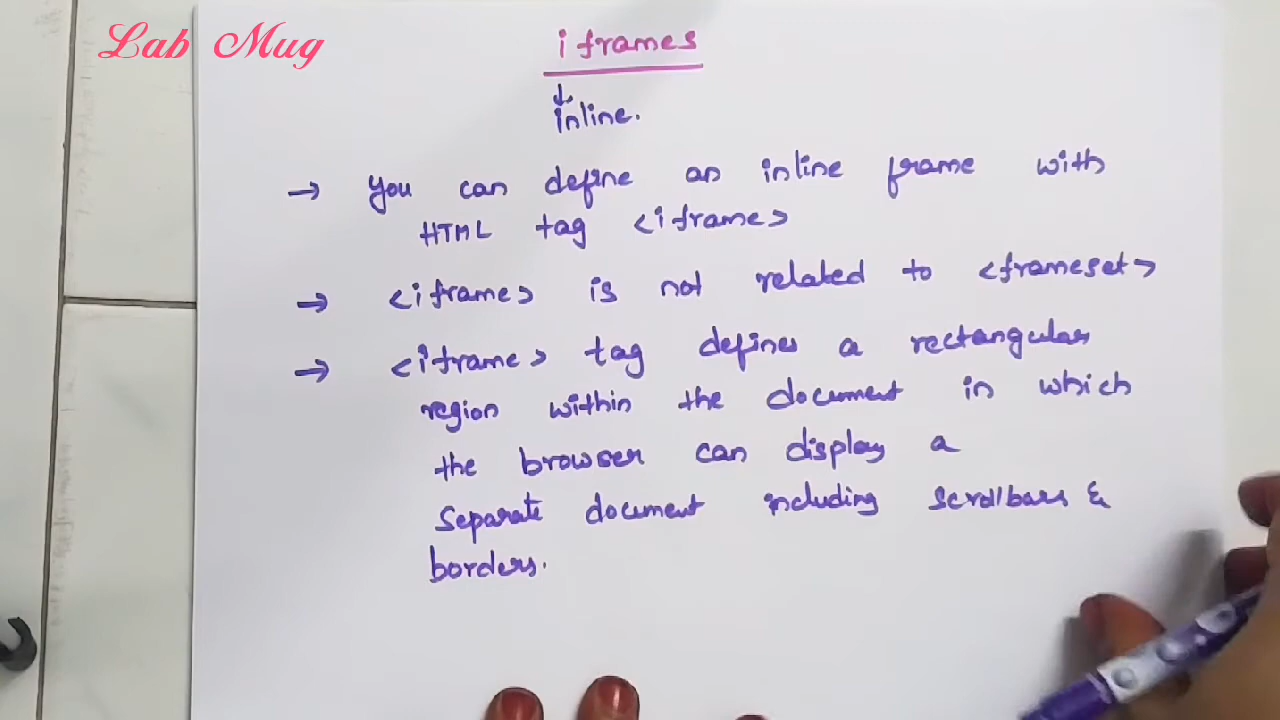 Lab Mug
iframes
inline.
→ You can define an inline frame with
HTML tag <iframe>
→ <iframe> is not related to <frameset>
→ <iframe> tag defines a rectangular
region within the document in which
the browser can display a
separate document including scrollbars &
borders.